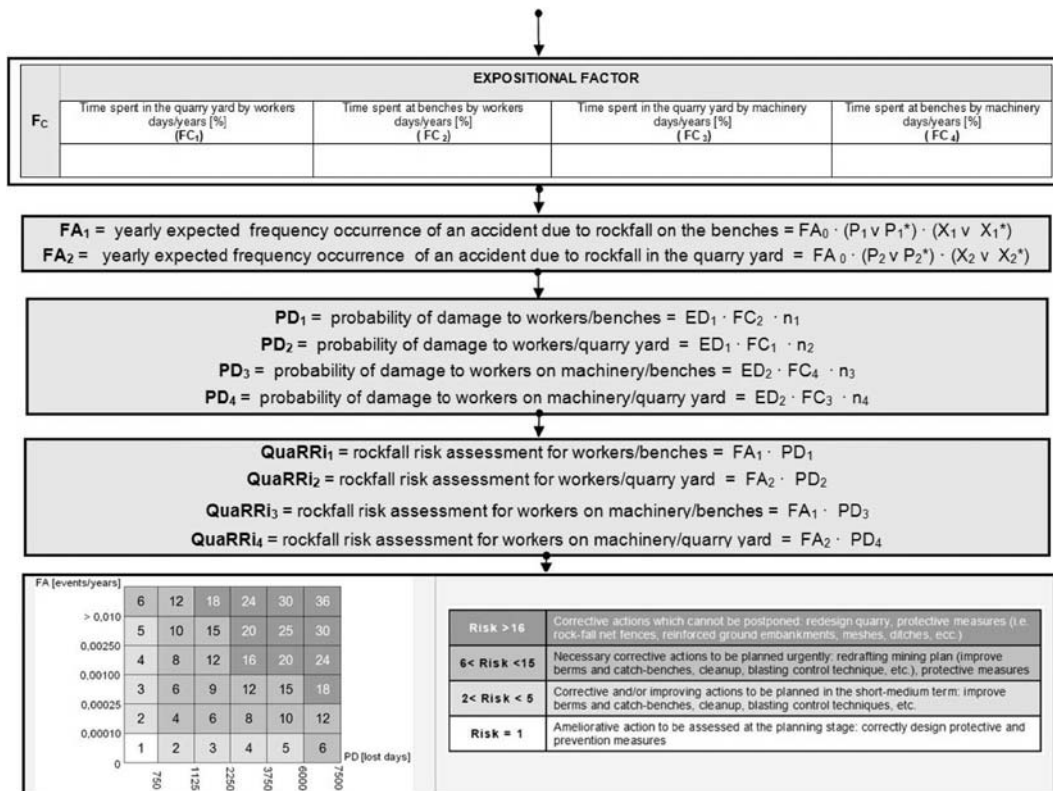 EXPOSITIONAL FACTOR
F_C
Time spent in the quarry yard by workers
days/years [%]
(FC₁)
Time spent at benches by workers
days/years [%]
( FC ₂)
Time spent in the quarry yard by machinery
days/years [%]
( FC ₃)
Time spent at benches by machinery
days/years [%]
( FC ₄)
FA₁ = yearly expected frequency occurrence of an accident due to rockfall on the benches = FA₀ · (P₁ v P₁*) · (X₁ v X₁*)
FA₂ = yearly expected frequency occurrence of an accident due to rockfall in the quarry yard = FA ₀ · (P₂ v P₂*) · (X₂ v X₂*)
PD₁ = probability of damage to workers/benches = ED₁ · FC₂ · n₁
PD₂ = probability of damage to workers/quarry yard = ED₁ · FC₁ · n₂
PD₃ = probability of damage to workers on machinery/benches = ED₂ · FC₄ · n₃
PD₄ = probability of damage to workers on machinery/quarry yard = ED₂ · FC₃ · n₄
QuaRRi₁ = rockfall risk assessment for workers/benches = FA₁ · PD₁
QuaRRi₂ = rockfall risk assessment for workers/quarry yard = FA₂ · PD₂
QuaRRi₃ = rockfall risk assessment for workers on machinery/benches = FA₁ · PD₃
QuaRRi₄ = rockfall risk assessment for workers on machinery/quarry yard = FA₂ · PD₄
FA [events/years]
6 12 18 24 30 36
> 0,010
5 10 15 20 25 30
0,00250
4 8 12 16 20 24
0,00100
3 6 9 12 15 18
0,00025
2 4 6 8 10 12
0,00010
1 2 3 4 5 6
PD [lost days]
0
750 1125 2250 3750 6000 7500
Risk >16
Corrective actions which cannot be postponed: redesign quarry, protective measures (i.e.
rock-fall net fences, reinforced ground embankments, meshes, ditches, ecc.)
6< Risk <15
Necessary corrective actions to be planned urgently: redrafting mining plan (improve
berms and catch-benches, cleanup, blasting control technique, etc.), protective measures
2< Risk < 5
Corrective and/or improving actions to be planned in the short-medium term: improve
berms and catch-benches, cleanup, blasting control techniques, etc.
Risk = 1
Ameliorative action to be assessed at the planning stage: correctly design protective and
prevention measures